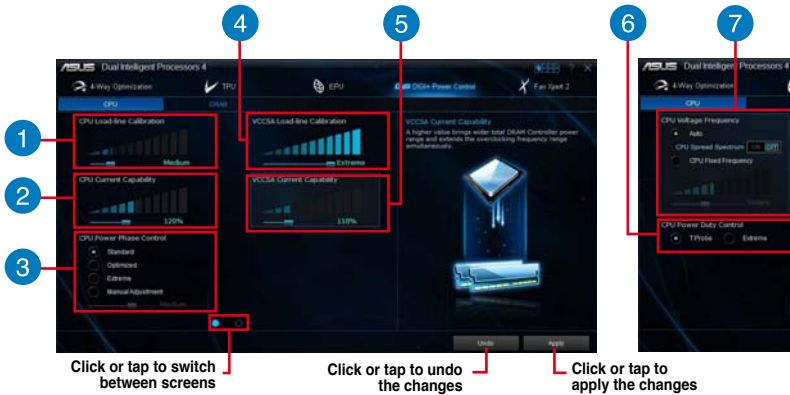 4
5
6
7
ASUS Dual Intelligent Processors 4
? ×
4-Way Optimization
TPU
EPU
DIGI+ Power Control
Fan Xpert 2
CPU
DRAM
1
CPU Load-line Calibration
Medium
VCCSA Load-line Calibration
Extreme
VCCSA Current Capability
A higher value brings wider total DRAM Controller power
range and extends the overclocking frequency range
simultaneously.
2
CPU Current Capability
120%
VCCSA Current Capability
110%
3
CPU Power Phase Control
Standard
Optimized
Extreme
Manual Adjustment
Medium
Undo
Apply
Click or tap to switch
between screens
Click or tap to undo
the changes
Click or tap to
apply the changes
ASUS Dual Intelligent Processors 4
4-Way Optimization
CPU
CPU Voltage Frequency
Auto
CPU Spread Spectrum ON OFF
CPU Fixed Frequency
CPU Power Duty Control
T.Probe
Extreme